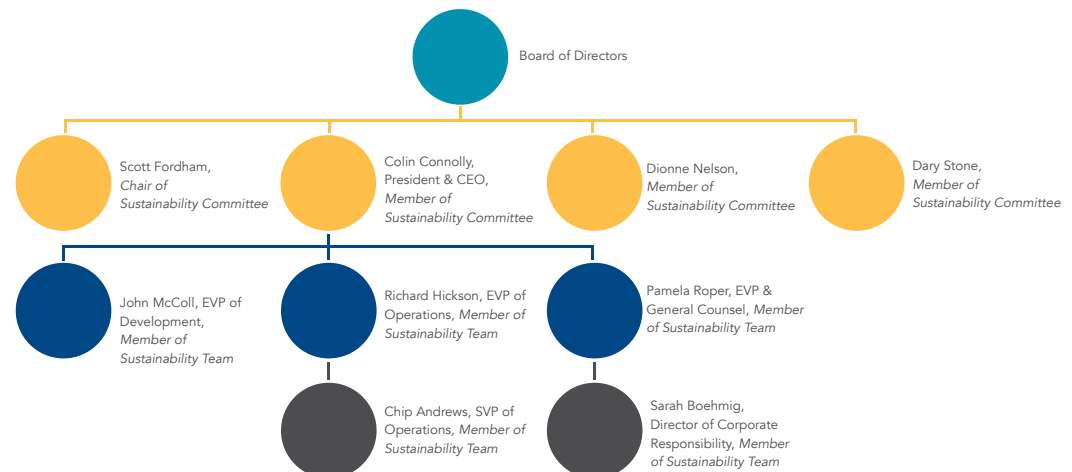 Board of Directors
Scott Fordham,
Chair of
Sustainability Committee
Colin Connolly,
President & CEO,
Member of
Sustainability Committee
Dionne Nelson,
Member of
Sustainability Committee
Dary Stone,
Member of
Sustainability Committee
John McColl, EVP of
Development,
Member of
Sustainability Team
Richard Hickson, EVP of
Operations, Member of
Sustainability Team
Pamela Roper, EVP &
General Counsel, Member
of Sustainability Team
Chip Andrews, SVP of
Operations, Member of
Sustainability Team
Sarah Boehmig,
Director of Corporate
Responsibility, Member
of Sustainability Team